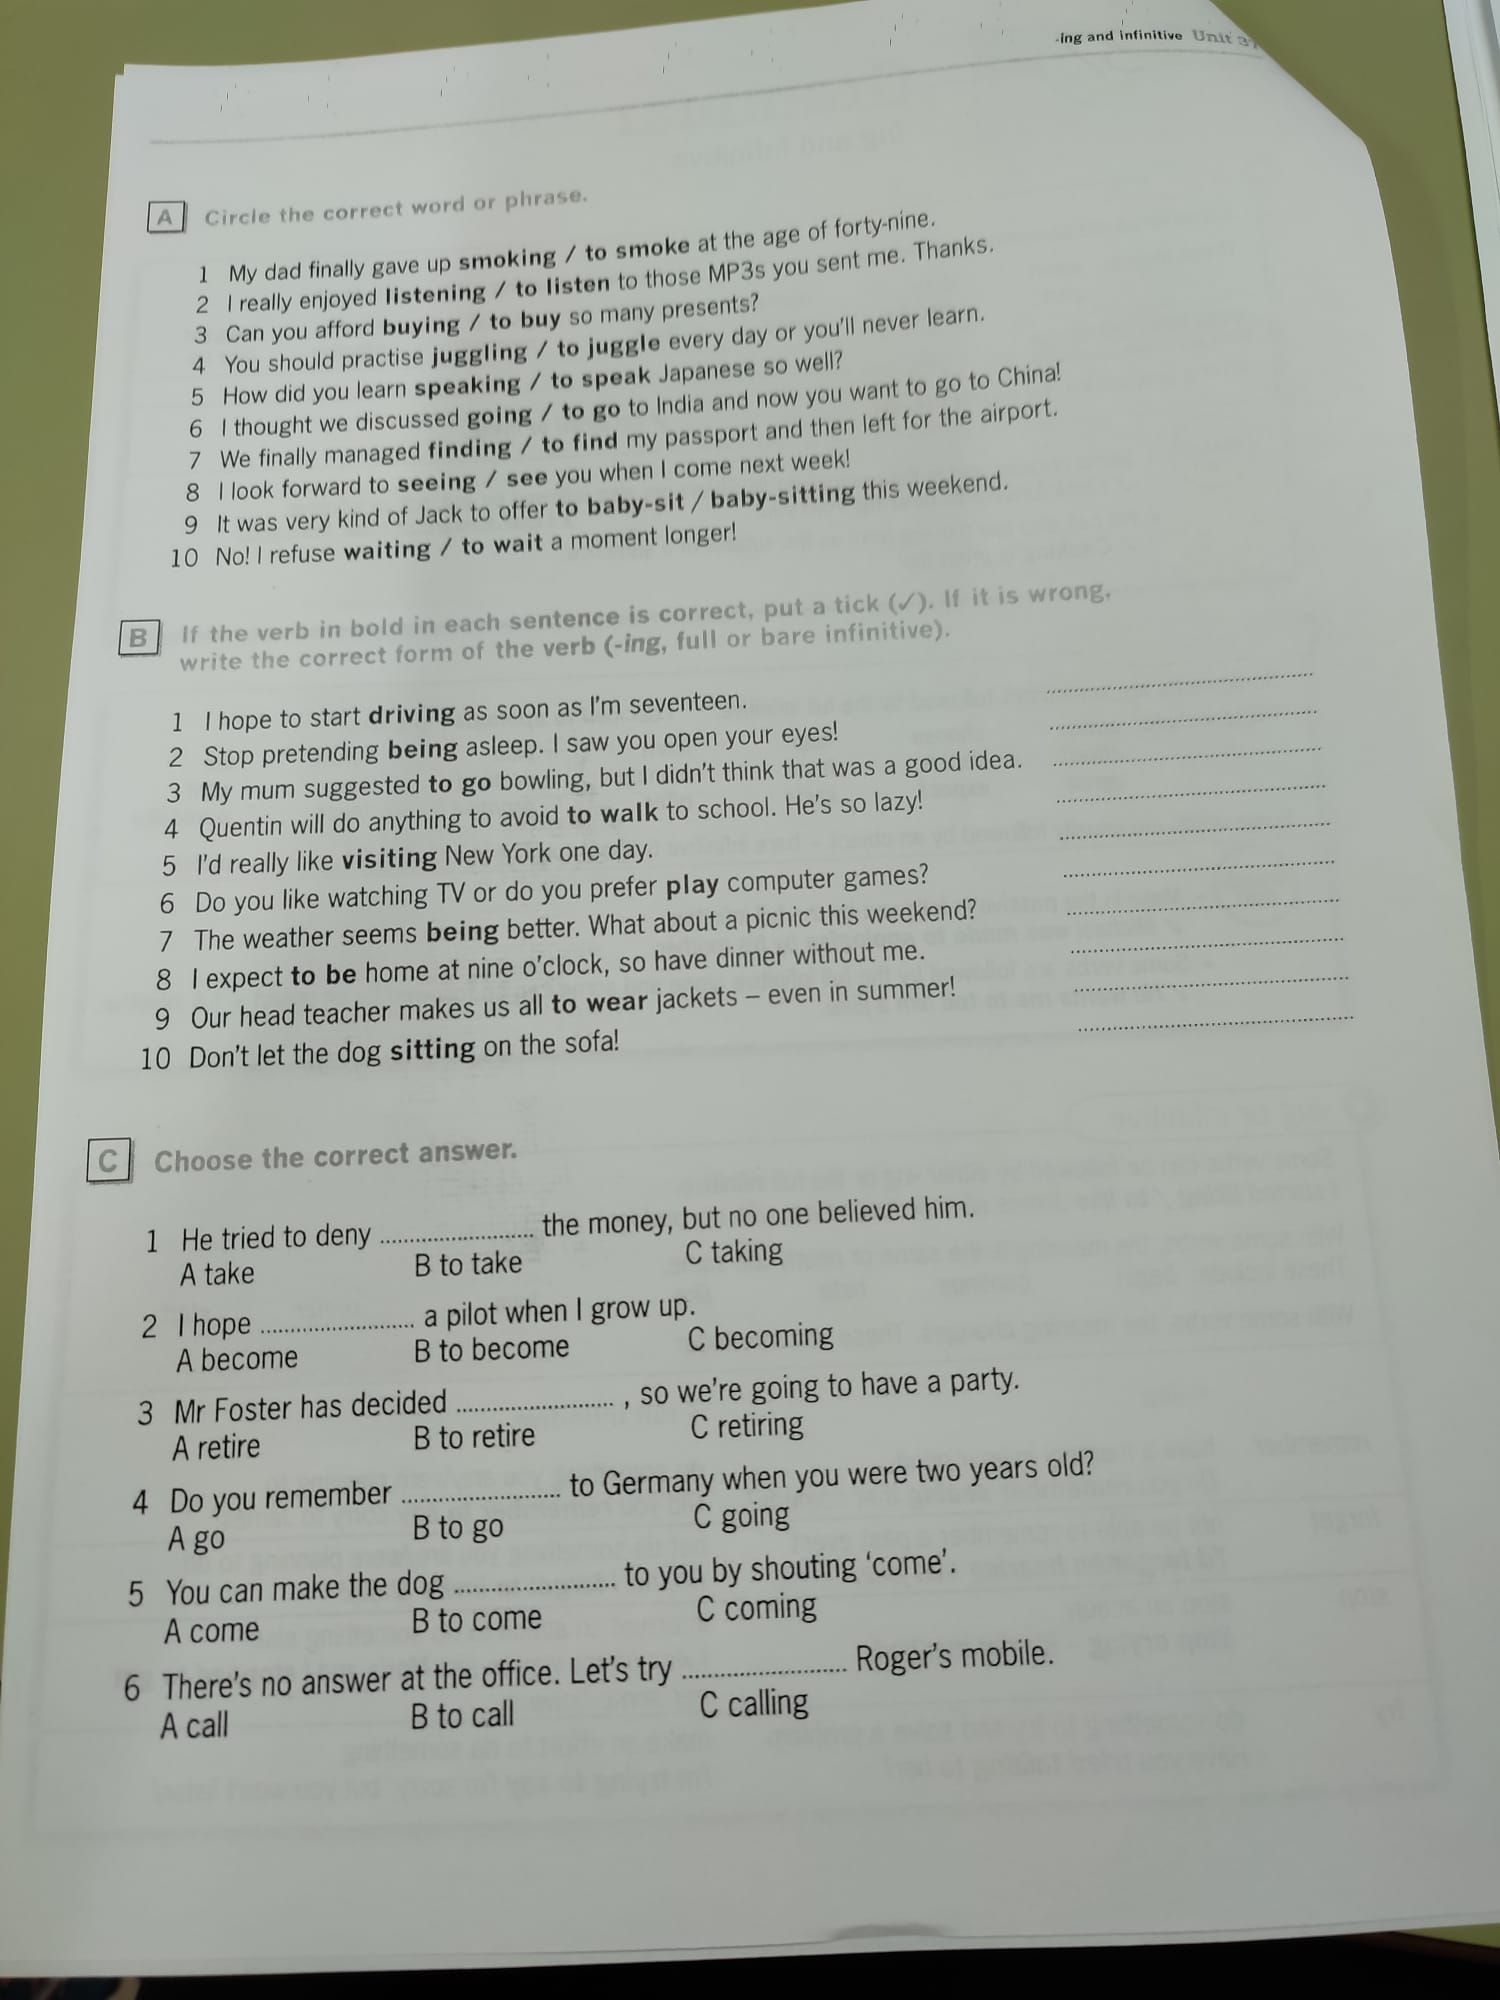 -ing and infinitive Unit 37
A Circle the correct word or phrase.
1 My dad finally gave up smoking / to smoke at the age of forty-nine.
2 I really enjoyed listening / to listen to those MP3s you sent me. Thanks.
3 Can you afford buying / to buy so many presents?
4 You should practise juggling / to juggle every day or you'll never learn.
5 How did you learn speaking / to speak Japanese so well?
6 I thought we discussed going / to go to India and now you want to go to China!
7 We finally managed finding / to find my passport and then left for the airport.
8 I look forward to seeing / see you when I come next week!
9 It was very kind of Jack to offer to baby-sit / baby-sitting this weekend.
10 No! I refuse waiting / to wait a moment longer!
B If the verb in bold in each sentence is correct, put a tick (✓). If it is wrong,
write the correct form of the verb (-ing, full or bare infinitive).
1 I hope to start driving as soon as I'm seventeen. ..............................
2 Stop pretending being asleep. I saw you open your eyes! ..............................
3 My mum suggested to go bowling, but I didn't think that was a good idea. ..............................
4 Quentin will do anything to avoid to walk to school. He's so lazy! ..............................
5 I'd really like visiting New York one day. ..............................
6 Do you like watching TV or do you prefer play computer games? ..............................
7 The weather seems being better. What about a picnic this weekend? ..............................
8 I expect to be home at nine o'clock, so have dinner without me. ..............................
9 Our head teacher makes us all to wear jackets – even in summer! ..............................
10 Don't let the dog sitting on the sofa! ..............................
C Choose the correct answer.
1 He tried to deny .......................... the money, but no one believed him.
A take B to take C taking
2 I hope .......................... a pilot when I grow up.
A become B to become C becoming
3 Mr Foster has decided .......................... , so we're going to have a party.
A retire B to retire C retiring
4 Do you remember .......................... to Germany when you were two years old?
A go B to go C going
5 You can make the dog .......................... to you by shouting 'come'.
A come B to come C coming
6 There's no answer at the office. Let's try .......................... Roger's mobile.
A call B to call C calling